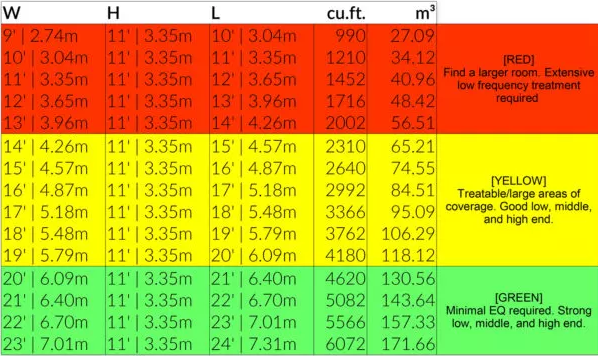 W H L cu.ft. m³
9' | 2.74m 11' | 3.35m 10' | 3.04m 990 27.09
10' | 3.04m 11' | 3.35m 11' | 3.35m 1210 34.12
11' | 3.35m 11' | 3.35m 12' | 3.65m 1452 40.96
12' | 3.65m 11' | 3.35m 13' | 3.96m 1716 48.42
13' | 3.96m 11' | 3.35m 14' | 4.26m 2002 56.51
[RED]
Find a larger room. Extensive
low frequency treatment
required
14' | 4.26m 11' | 3.35m 15' | 4.57m 2310 65.21
15' | 4.57m 11' | 3.35m 16' | 4.87m 2640 74.55
16' | 4.87m 11' | 3.35m 17' | 5.18m 2992 84.51
17' | 5.18m 11' | 3.35m 18' | 5.48m 3366 95.09
18' | 5.48m 11' | 3.35m 19' | 5.79m 3762 106.29
19' | 5.79m 11' | 3.35m 20' | 6.09m 4180 118.12
[YELLOW]
Treatable/large areas of
coverage. Good low, middle,
and high end.
20' | 6.09m 11' | 3.35m 21' | 6.40m 4620 130.56
21' | 6.40m 11' | 3.35m 22' | 6.70m 5082 143.64
22' | 6.70m 11' | 3.35m 23' | 7.01m 5566 157.33
23' | 7.01m 11' | 3.35m 24' | 7.31m 6072 171.66
[GREEN]
Minimal EQ required. Strong
low, middle, and high end.